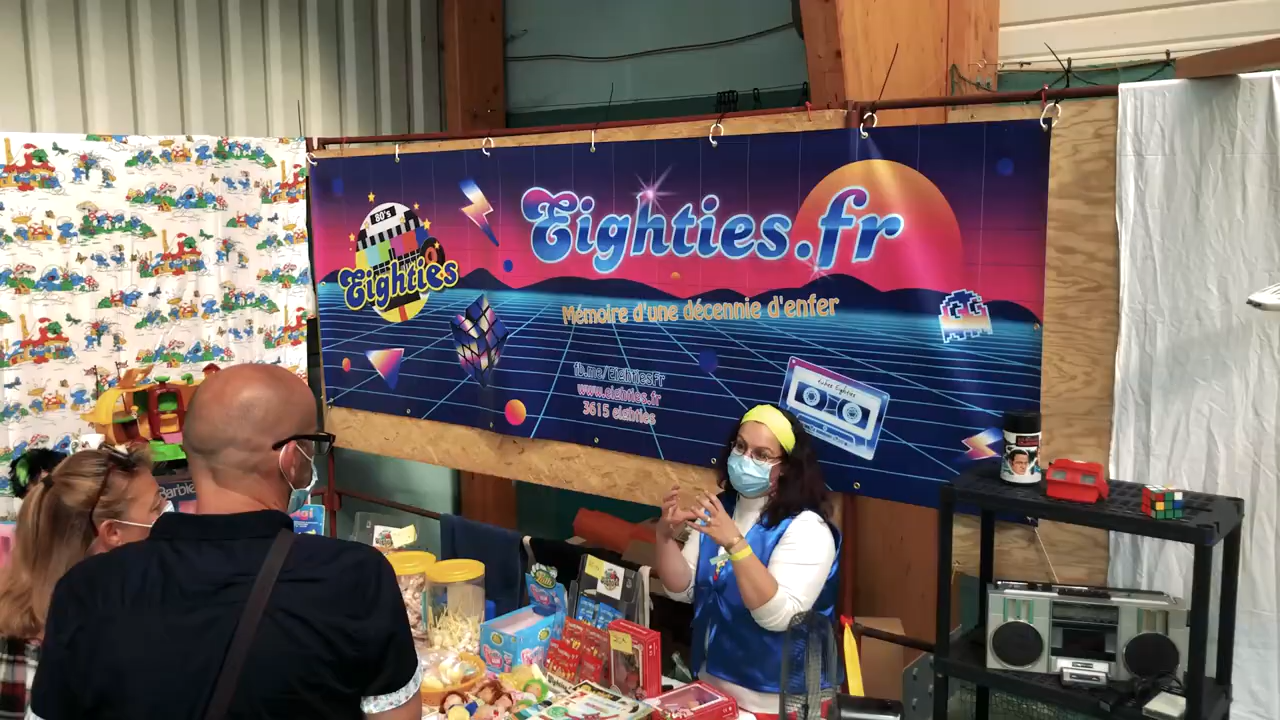 80's
Eighties
Eighties.fr
Mémoire d'une décennie d'enfer
fb.me/eightiesFr
www.eighties.fr
3615 eighties
Barbie